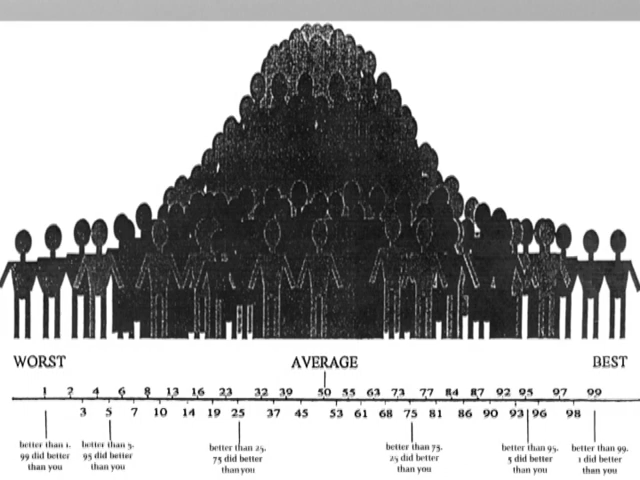 WORST AVERAGE BEST
1 2 4 6 8 13 16 23 32 39 50 55 63 73 77 84 87 92 95 97 99
3 5 7 10 14 19 25 37 45 53 61 68 75 81 86 90 93 96 98
better than 1. better than 5. better than 25. better than 75. better than 95. better than 99.
99 did better 95 did better 75 did better 25 did better 5 did better 1 did better
than you than you than you than you than you than you